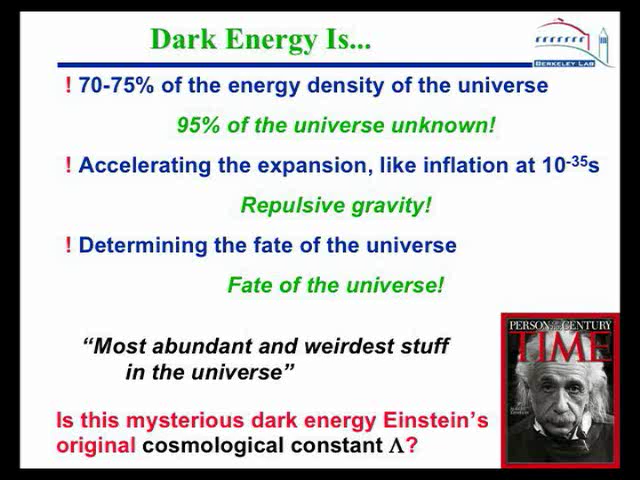 Dark Energy Is...
BERKELEY LAB
! 70-75% of the energy density of the universe
95% of the universe unknown!
! Accelerating the expansion, like inflation at 10⁻³⁵s
Repulsive gravity!
! Determining the fate of the universe
Fate of the universe!
“Most abundant and weirdest stuff
in the universe”
PERSON OF THE CENTURY
TIME
Is this mysterious dark energy Einstein’s
original cosmological constant Λ?